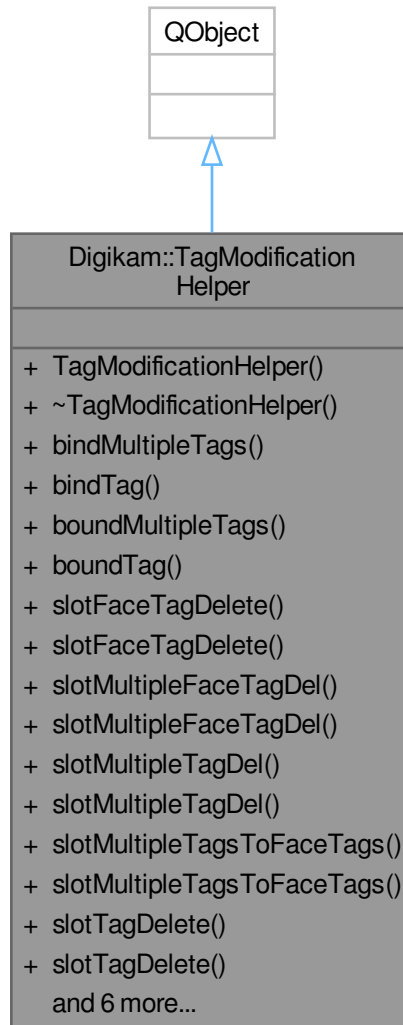 QObject
Digikam::TagModification
Helper
+ TagModificationHelper()
+ ~TagModificationHelper()
+ bindMultipleTags()
+ bindTag()
+ boundMultipleTags()
+ boundTag()
+ slotFaceTagDelete()
+ slotFaceTagDelete()
+ slotMultipleFaceTagDel()
+ slotMultipleFaceTagDel()
+ slotMultipleTagDel()
+ slotMultipleTagDel()
+ slotMultipleTagsToFaceTags()
+ slotMultipleTagsToFaceTags()
+ slotTagDelete()
+ slotTagDelete()
and 6 more...